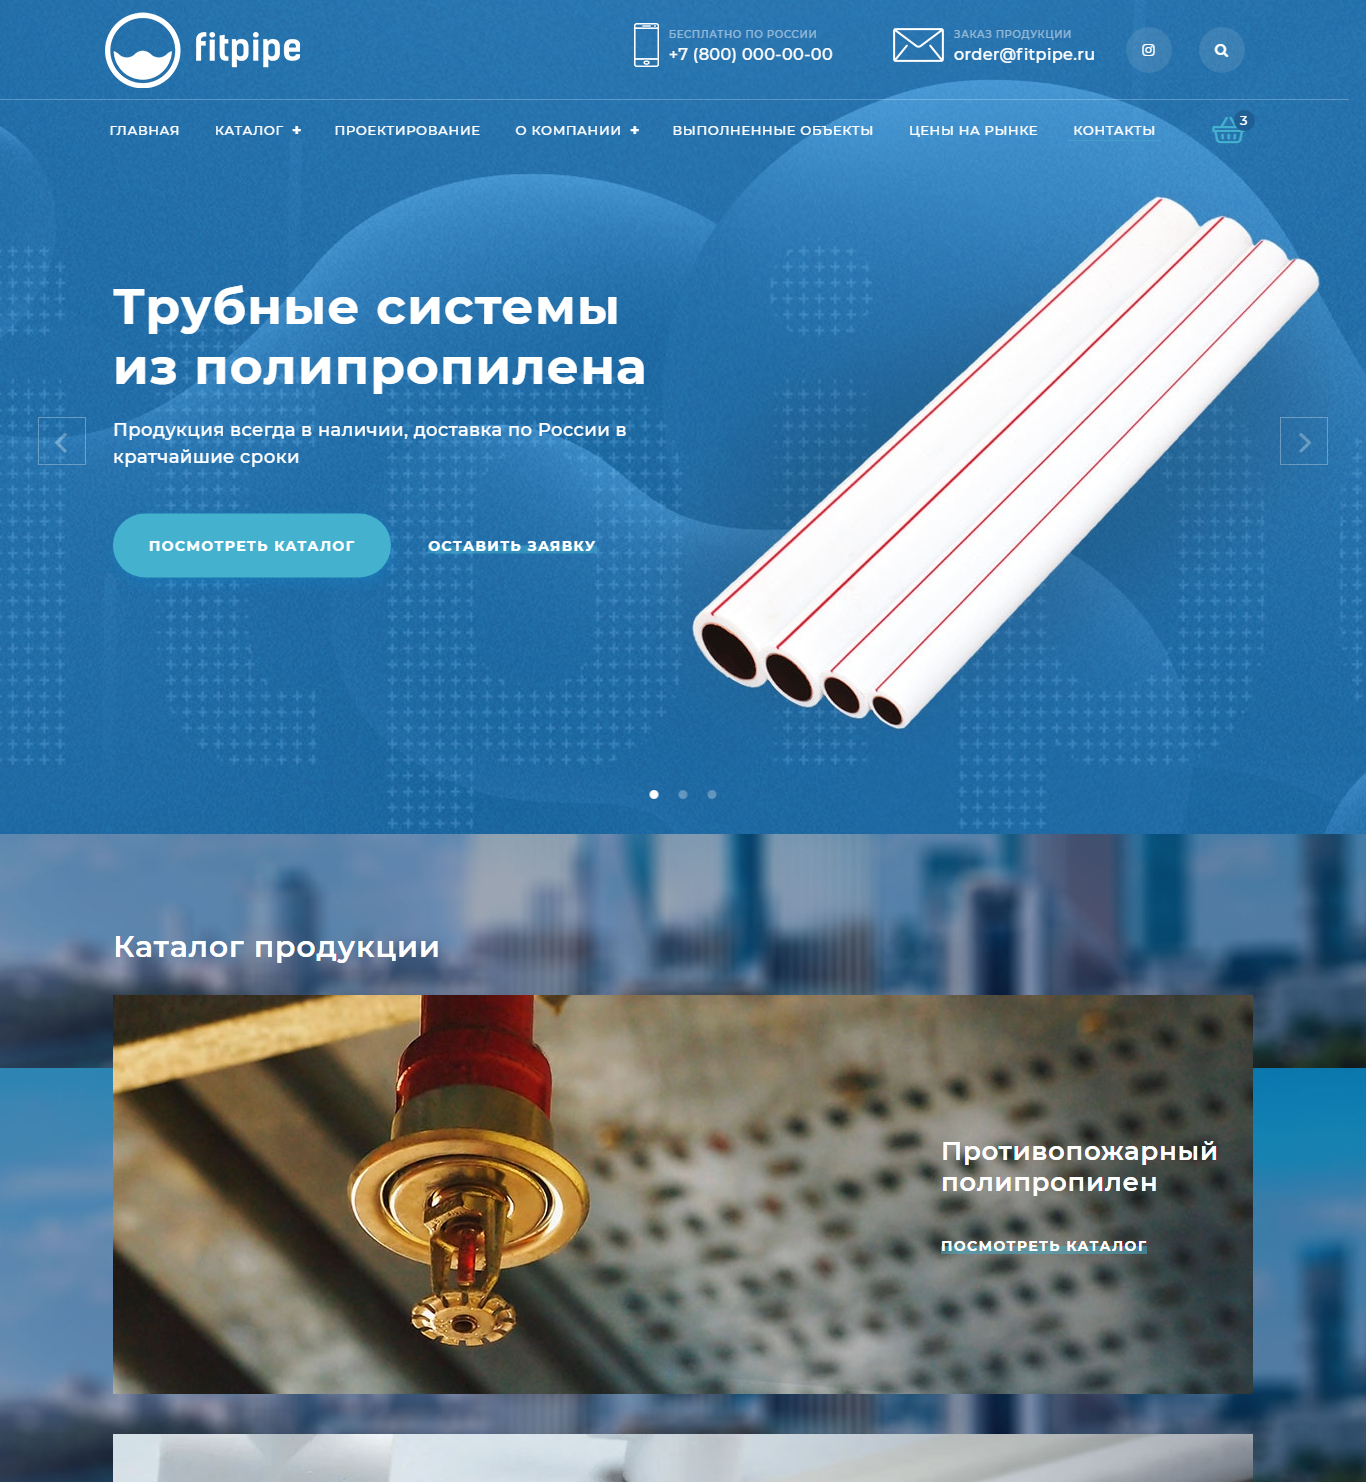 fitpipe
БЕСПЛАТНО ПО РОССИИ
+7 (800) 000-00-00
ЗАКАЗ ПРОДУКЦИИ
order@fitpipe.ru
ГЛАВНАЯ
КАТАЛОГ +
ПРОЕКТИРОВАНИЕ
О КОМПАНИИ +
ВЫПОЛНЕННЫЕ ОБЪЕКТЫ
ЦЕНЫ НА РЫНКЕ
КОНТАКТЫ
3
Трубные системы
из полипропилена
Продукция всегда в наличии, доставка по России в
кратчайшие сроки
ПОСМОТРЕТЬ КАТАЛОГ
ОСТАВИТЬ ЗАЯВКУ
Каталог продукции
Противопожарный
полипропилен
ПОСМОТРЕТЬ КАТАЛОГ